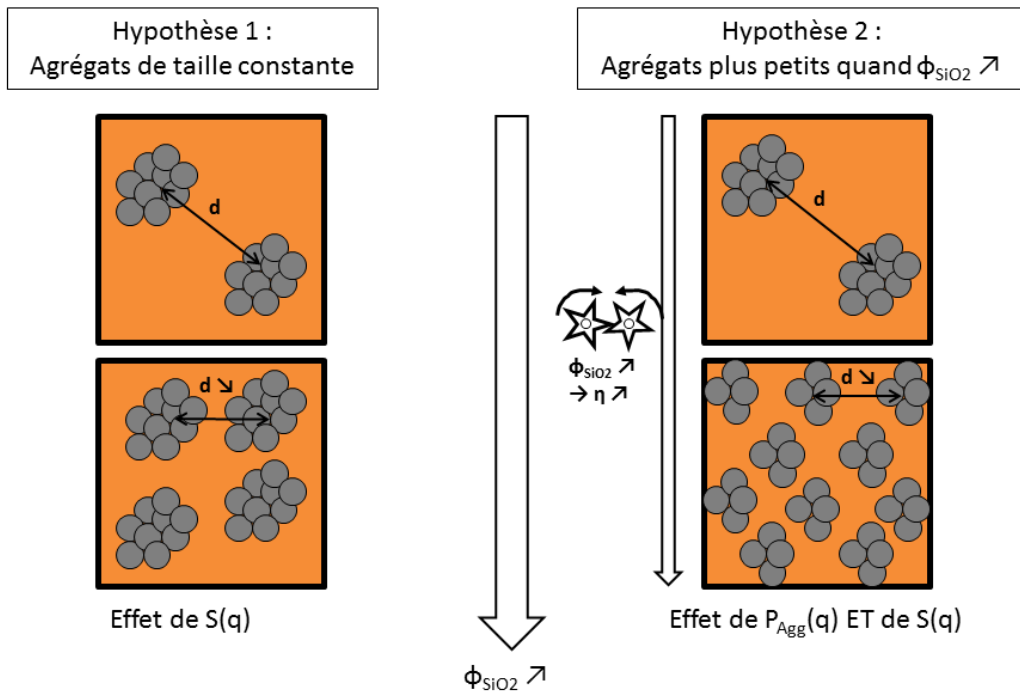 Hypothèse 1 :
Agrégats de taille constante
Hypothèse 2 :
Agrégats plus petits quand ϕSiO2 ↗
d
d
ϕSiO2 ↗
→ η ↗
d ↘
d ↘
Effet de S(q)
Effet de PAgg(q) ET de S(q)
ϕSiO2 ↗